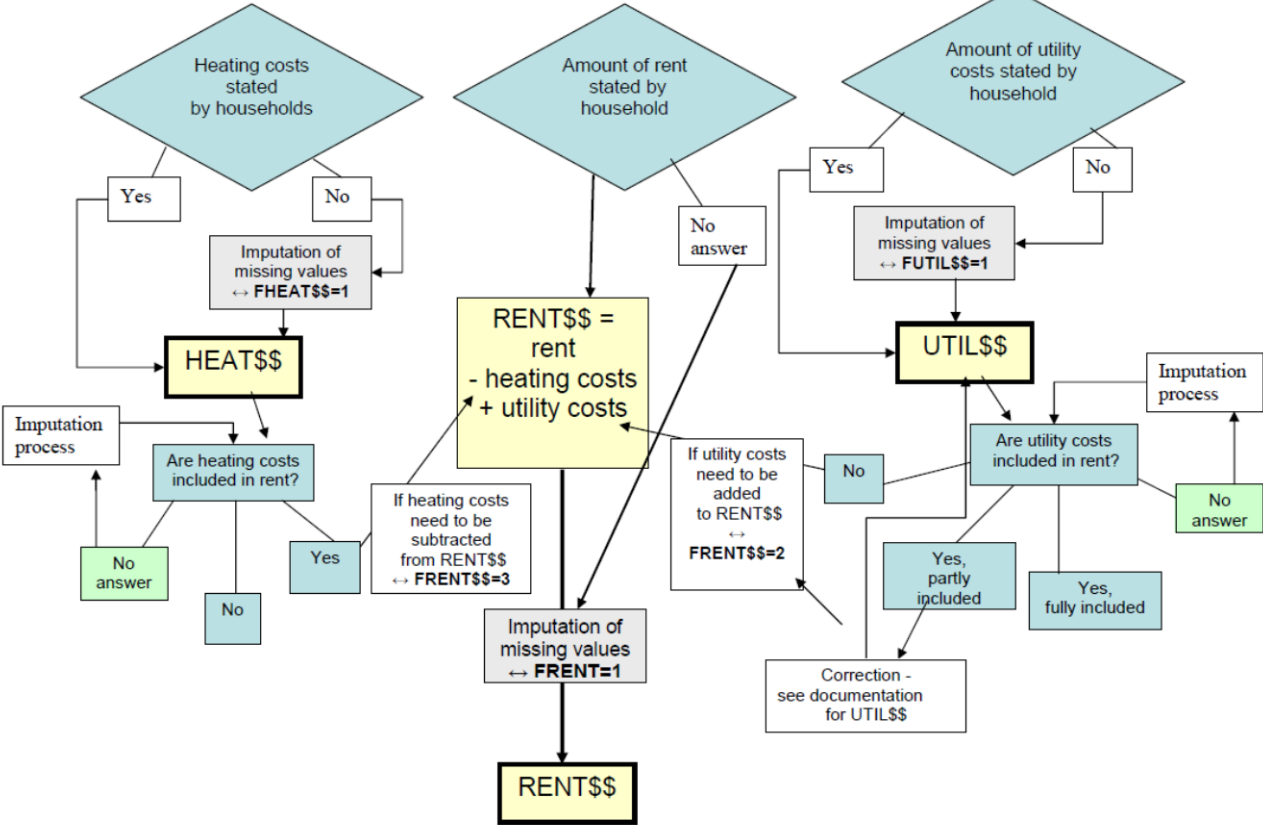 Heating costs
stated
by households
Amount of rent
stated by
household
Amount of utility
costs stated by
household
Yes
No
No
answer
Yes
No
Imputation of
missing values
↔ FHEAT$$=1
Imputation of
missing values
↔ FUTIL$$=1
HEAT$$
RENT$$ =
rent
- heating costs
+ utility costs
UTIL$$
Imputation
process
Imputation
process
Are heating costs
included in rent?
Are utility costs
included in rent?
If heating costs
need to be
subtracted
from RENT$$
↔ FRENT$$=3
If utility costs
need to be
added
to RENT$$
↔
FRENT$$=2
No
No
answer
No
answer
No
Yes
Yes,
partly
included
Yes,
fully included
Imputation of
missing values
↔ FRENT=1
Correction -
see documentation
for UTIL$$
RENT$$